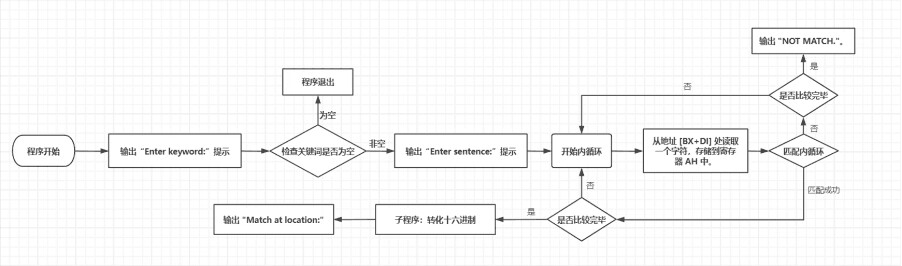 输出 "NOT MATCH."。
是
否
是否比较完毕
程序退出
为空
否
程序开始
输出 "Enter keyword:" 提示
检查关键词是否为空
非空
输出 "Enter sentence:" 提示
开始内循环
从地址 [BX+DI] 处读取
一个字符，存储到寄存
器 AH 中。
匹配内循环
否
匹配成功
输出 "Match at location:"
子程序：转化十六进制
是
是否比较完毕